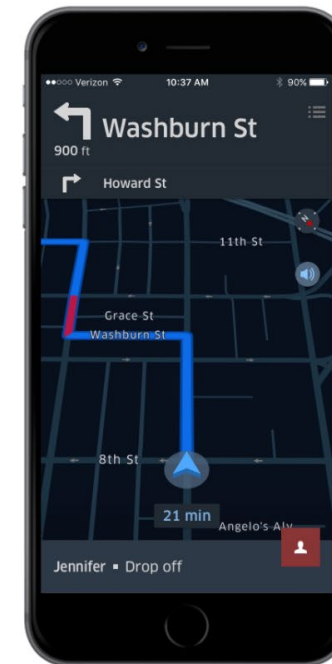 Verizon 10:37 AM 90%
Washburn St
900 ft
Howard St
11th St
Grace St
Washburn St
8th St
21 min
Angelo's Aly
Jennifer ▪ Drop off